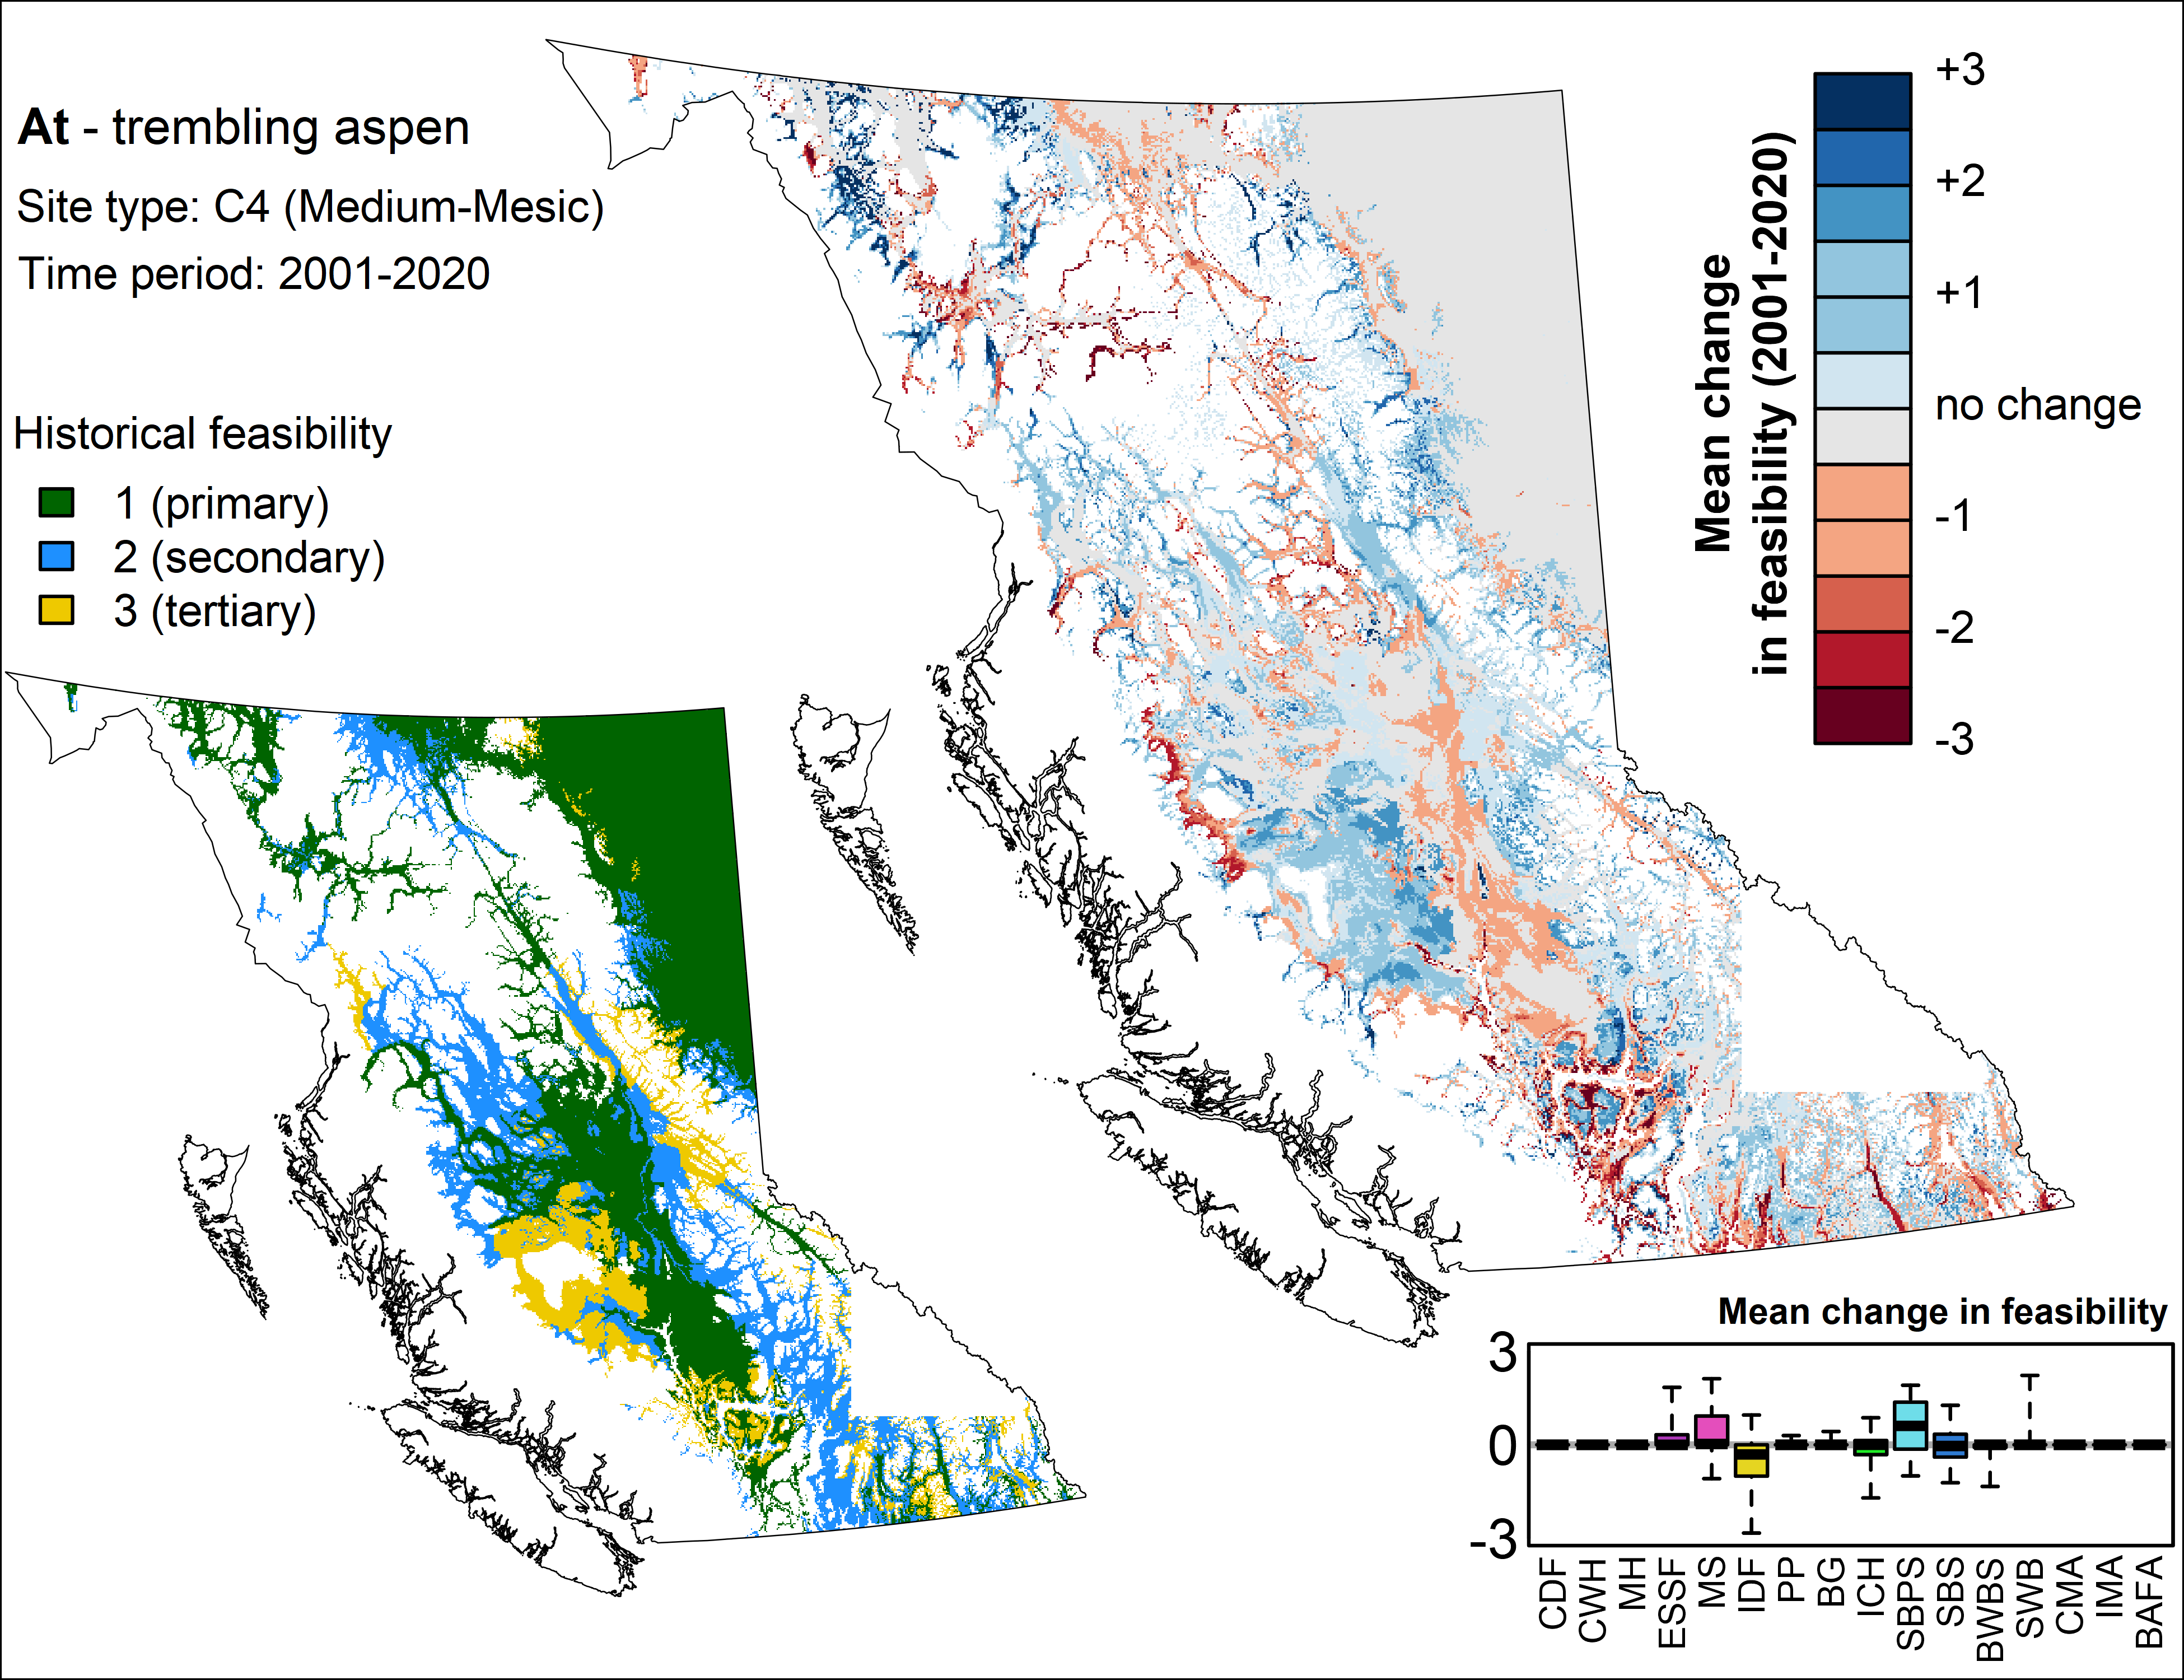 At - trembling aspen
Site type: C4 (Medium-Mesic)
Time period: 2001-2020
Historical feasibility
1 (primary)
2 (secondary)
3 (tertiary)
Mean change
in feasibility (2001-2020)
+3
+2
+1
no change
-1
-2
-3
Mean change in feasibility
3
0
-3
CDF
CWH
MH
ESSF
MS
IDF
PP
BG
ICH
SBPS
SBS
BWBS
SWB
CMA
IMA
BAFA